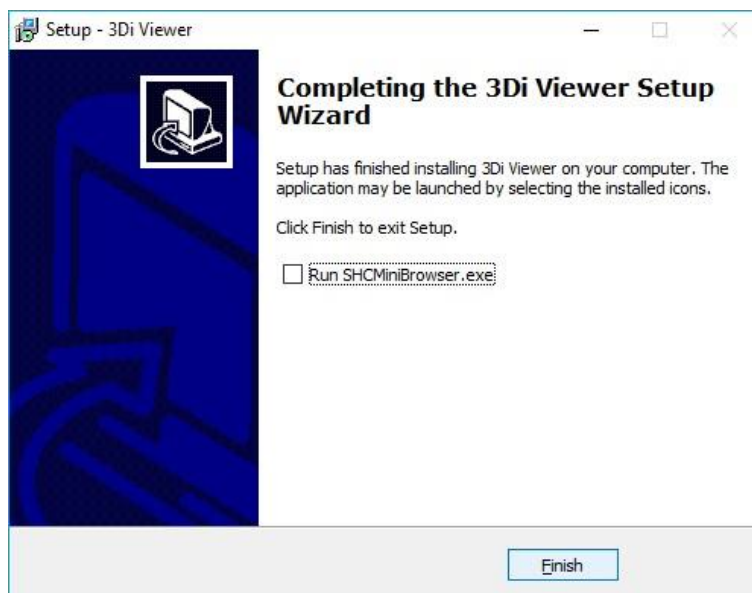 Setup - 3Di Viewer
Completing the 3Di Viewer Setup
Wizard
Setup has finished installing 3Di Viewer on your computer. The
application may be launched by selecting the installed icons.
Click Finish to exit Setup.
Run SHCMiniBrowser.exe
Finish